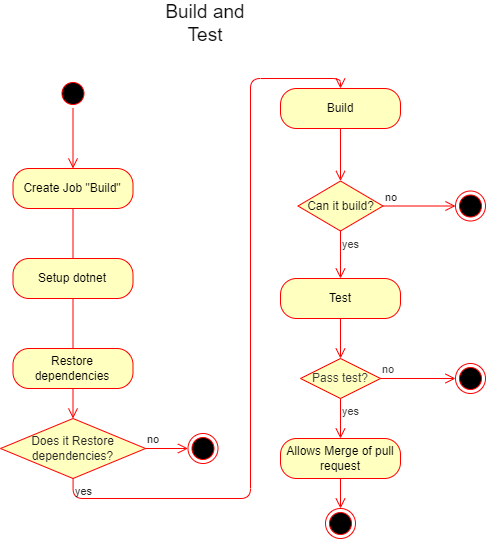 Build and
Test
Create Job "Build"
Setup dotnet
Restore
dependencies
Does it Restore
dependencies?
no
yes
Build
Can it build?
no
yes
Test
Pass test?
no
yes
Allows Merge of pull
request